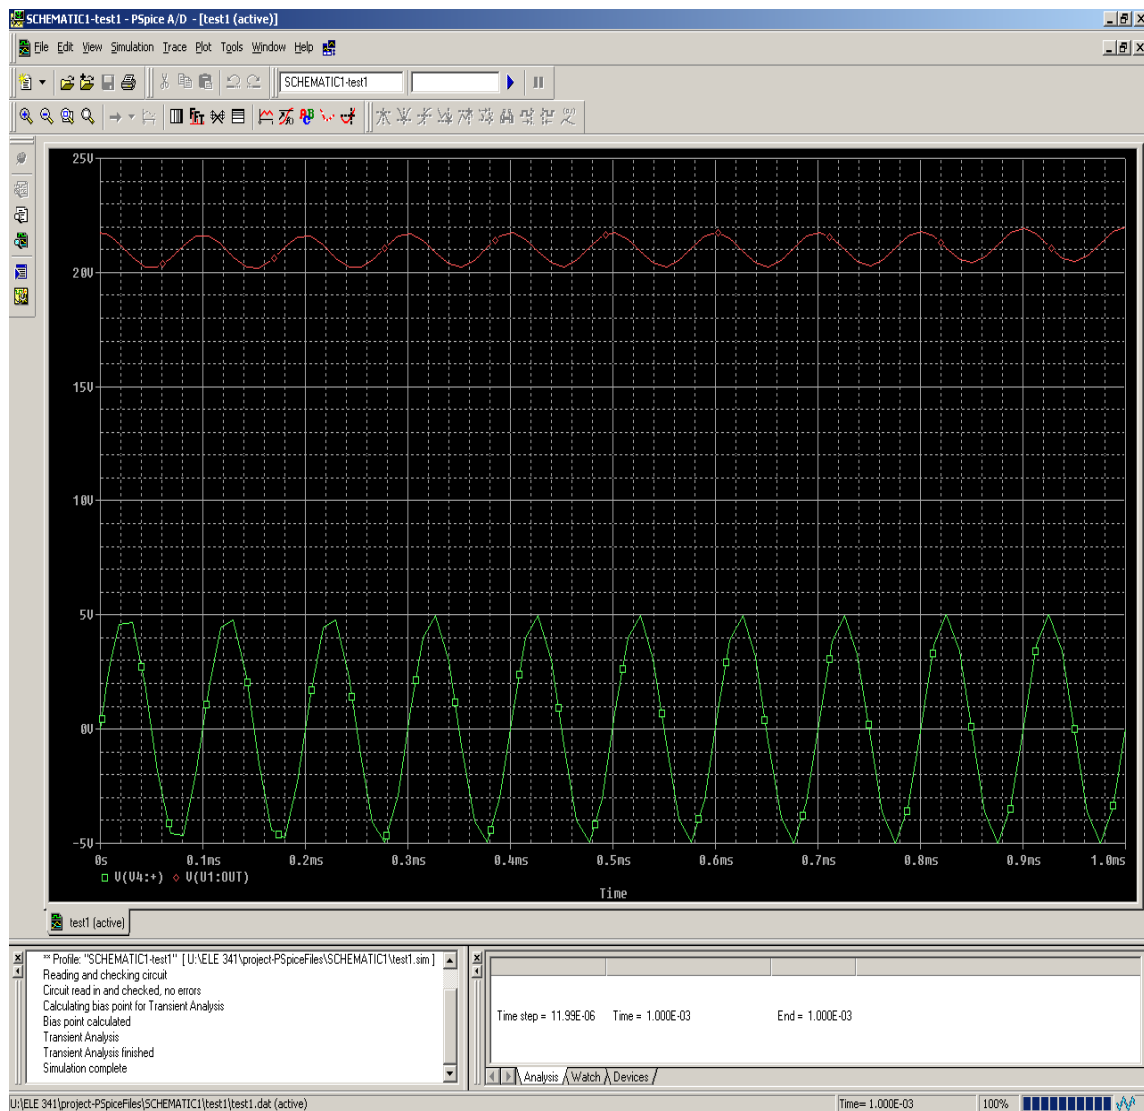 SCHEMATIC1-test1 - PSpice A/D - [test1 (active)]
File Edit View Simulation Trace Plot Tools Window Help
SCHEMATIC1-test1
25V
20V
15V
10V
5V
0V
-5V
0s 0.1ms 0.2ms 0.3ms 0.4ms 0.5ms 0.6ms 0.7ms 0.8ms 0.9ms 1.0ms
V(V4:+) V(U1:OUT)
Time
test1 (active)
** Profile: "SCHEMATIC1-test1" [ U:\ELE 341\project-PSpiceFiles\SCHEMATIC1\test1.sim ]
Reading and checking circuit
Circuit read in and checked, no errors
Calculating bias point for Transient Analysis
Bias point calculated
Transient Analysis
Transient Analysis finished
Simulation complete
Time step = 11.99E-06 Time = 1.000E-03 End = 1.000E-03
Analysis Watch Devices
U:\ELE 341\project-PSpiceFiles\SCHEMATIC1\test1\test1.dat (active) Time= 1.000E-03 100%